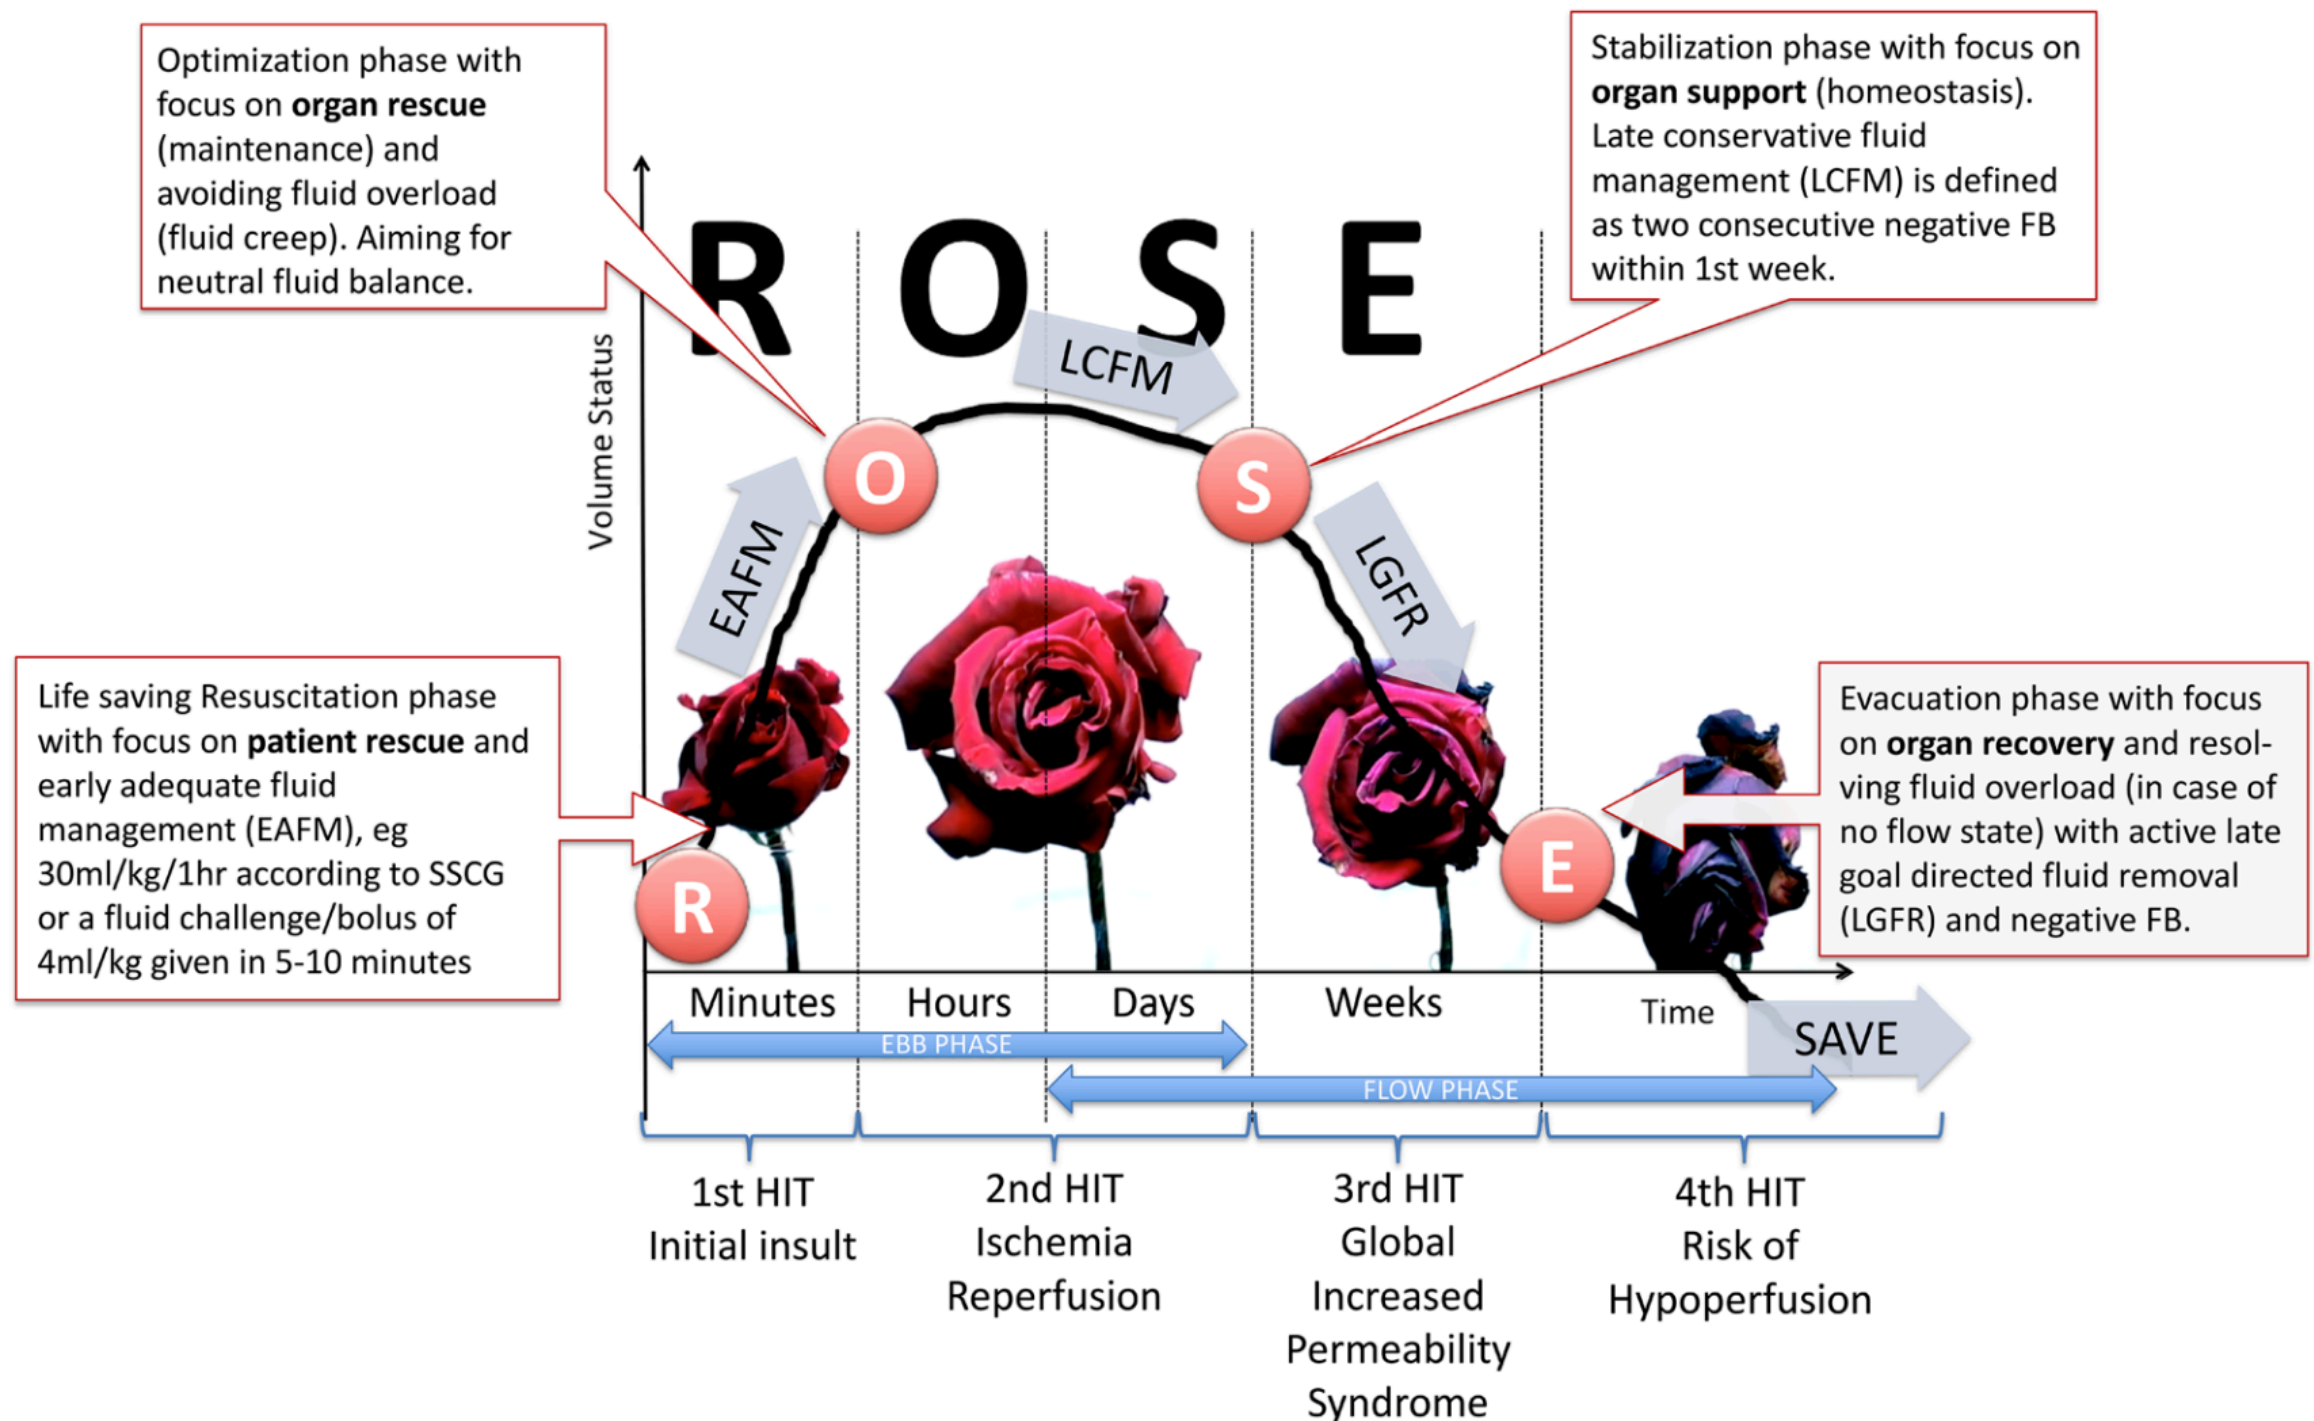 Optimization phase with
focus on organ rescue
(maintenance) and
avoiding fluid overload
(fluid creep). Aiming for
neutral fluid balance.
Stabilization phase with focus on
organ support (homeostasis).
Late conservative fluid
management (LCFM) is defined
as two consecutive negative FB
within 1st week.
R O S E
Volume Status
LCFM
O
S
EAFM
LGFR
Life saving Resuscitation phase
with focus on patient rescue and
early adequate fluid
management (EAFM), eg
30ml/kg/1hr according to SSCG
or a fluid challenge/bolus of
4ml/kg given in 5-10 minutes
Evacuation phase with focus
on organ recovery and resol-
ving fluid overload (in case of
no flow state) with active late
goal directed fluid removal
(LGFR) and negative FB.
R
E
Minutes
Hours
Days
Weeks
Time
EBB PHASE
SAVE
FLOW PHASE
1st HIT
Initial insult
2nd HIT
Ischemia
Reperfusion
3rd HIT
Global
Increased
Permeability
Syndrome
4th HIT
Risk of
Hypoperfusion